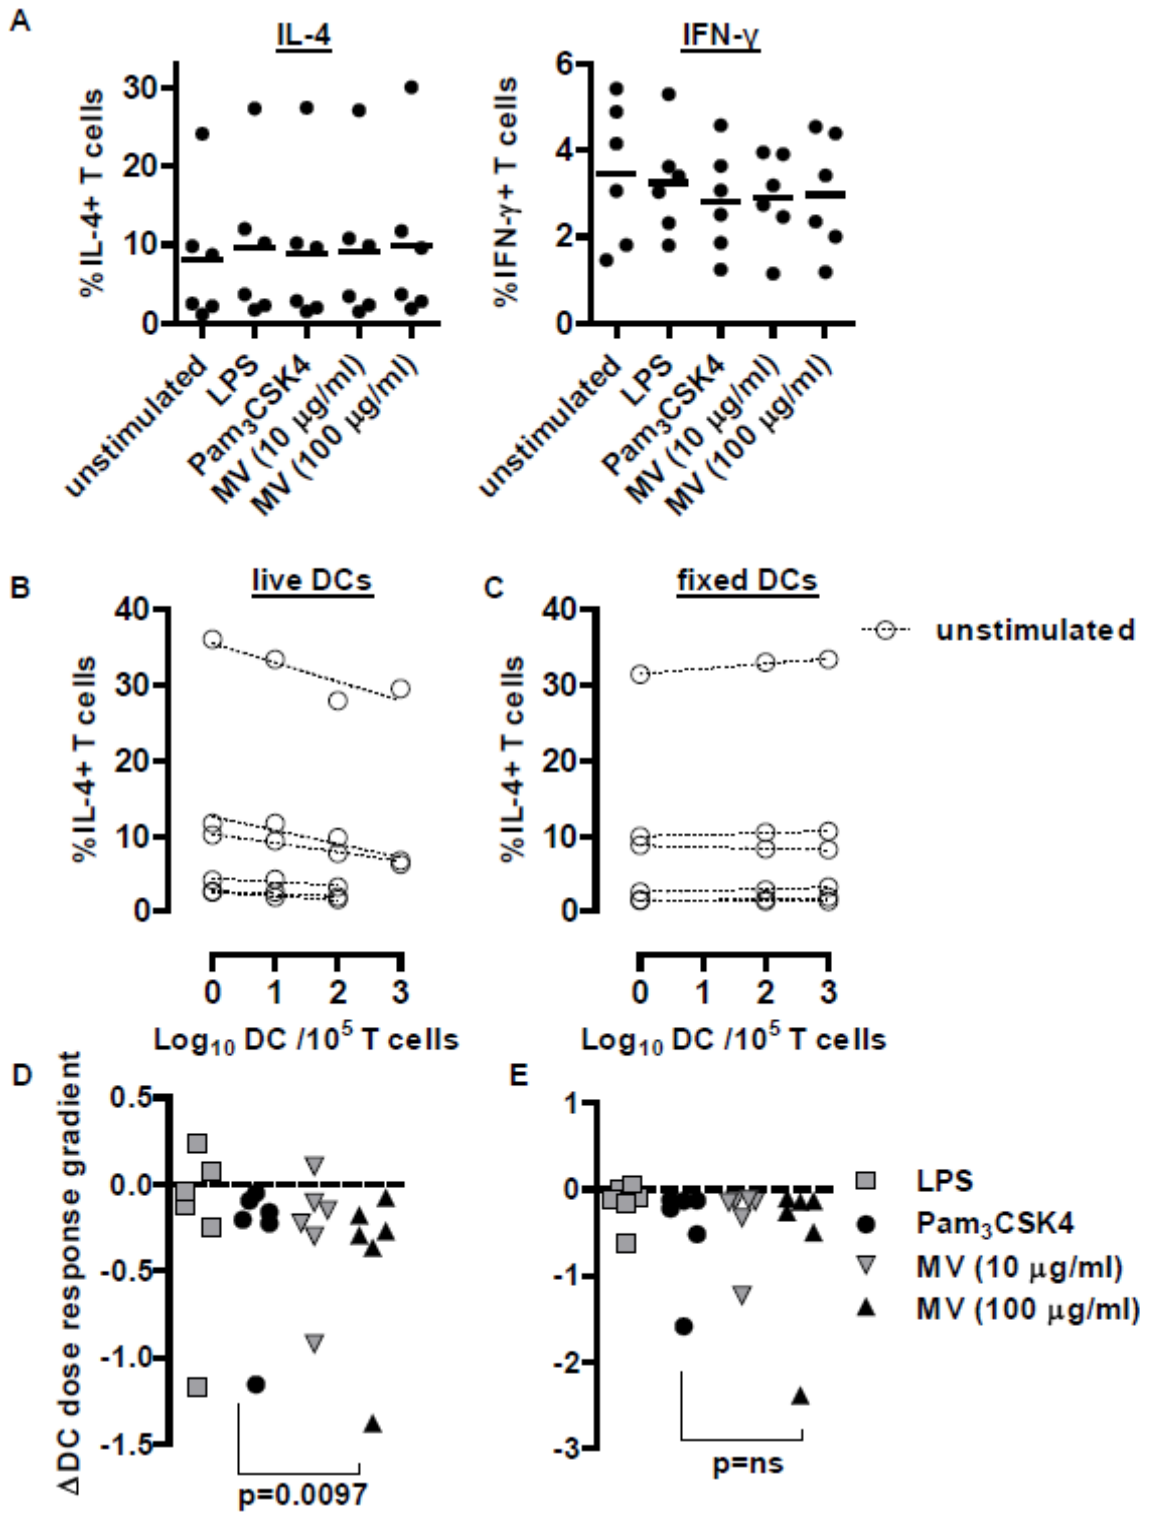 A
IL-4
IFN-γ
%IL-4+ T cells
30
20
10
0
%IFN-γ+ T cells
6
4
2
0
unstimulated
LPS
Pam3CSK4
MV (10 μg/ml)
MV (100 μg/ml)
unstimulated
LPS
Pam3CSK4
MV (10 μg/ml)
MV (100 μg/ml)
B
live DCs
C
fixed DCs
unstimulated
%IL-4+ T cells
40
30
20
10
0
%IL-4+ T cells
40
30
20
10
0
0 1 2 3
0 1 2 3
Log10 DC /10^5 T cells
Log10 DC /10^5 T cells
D
ΔDC dose response gradient
0.5
0.0
-0.5
-1.0
-1.5
p=0.0097
E
1
0
-1
-2
-3
p=ns
LPS
Pam3CSK4
MV (10 μg/ml)
MV (100 μg/ml)